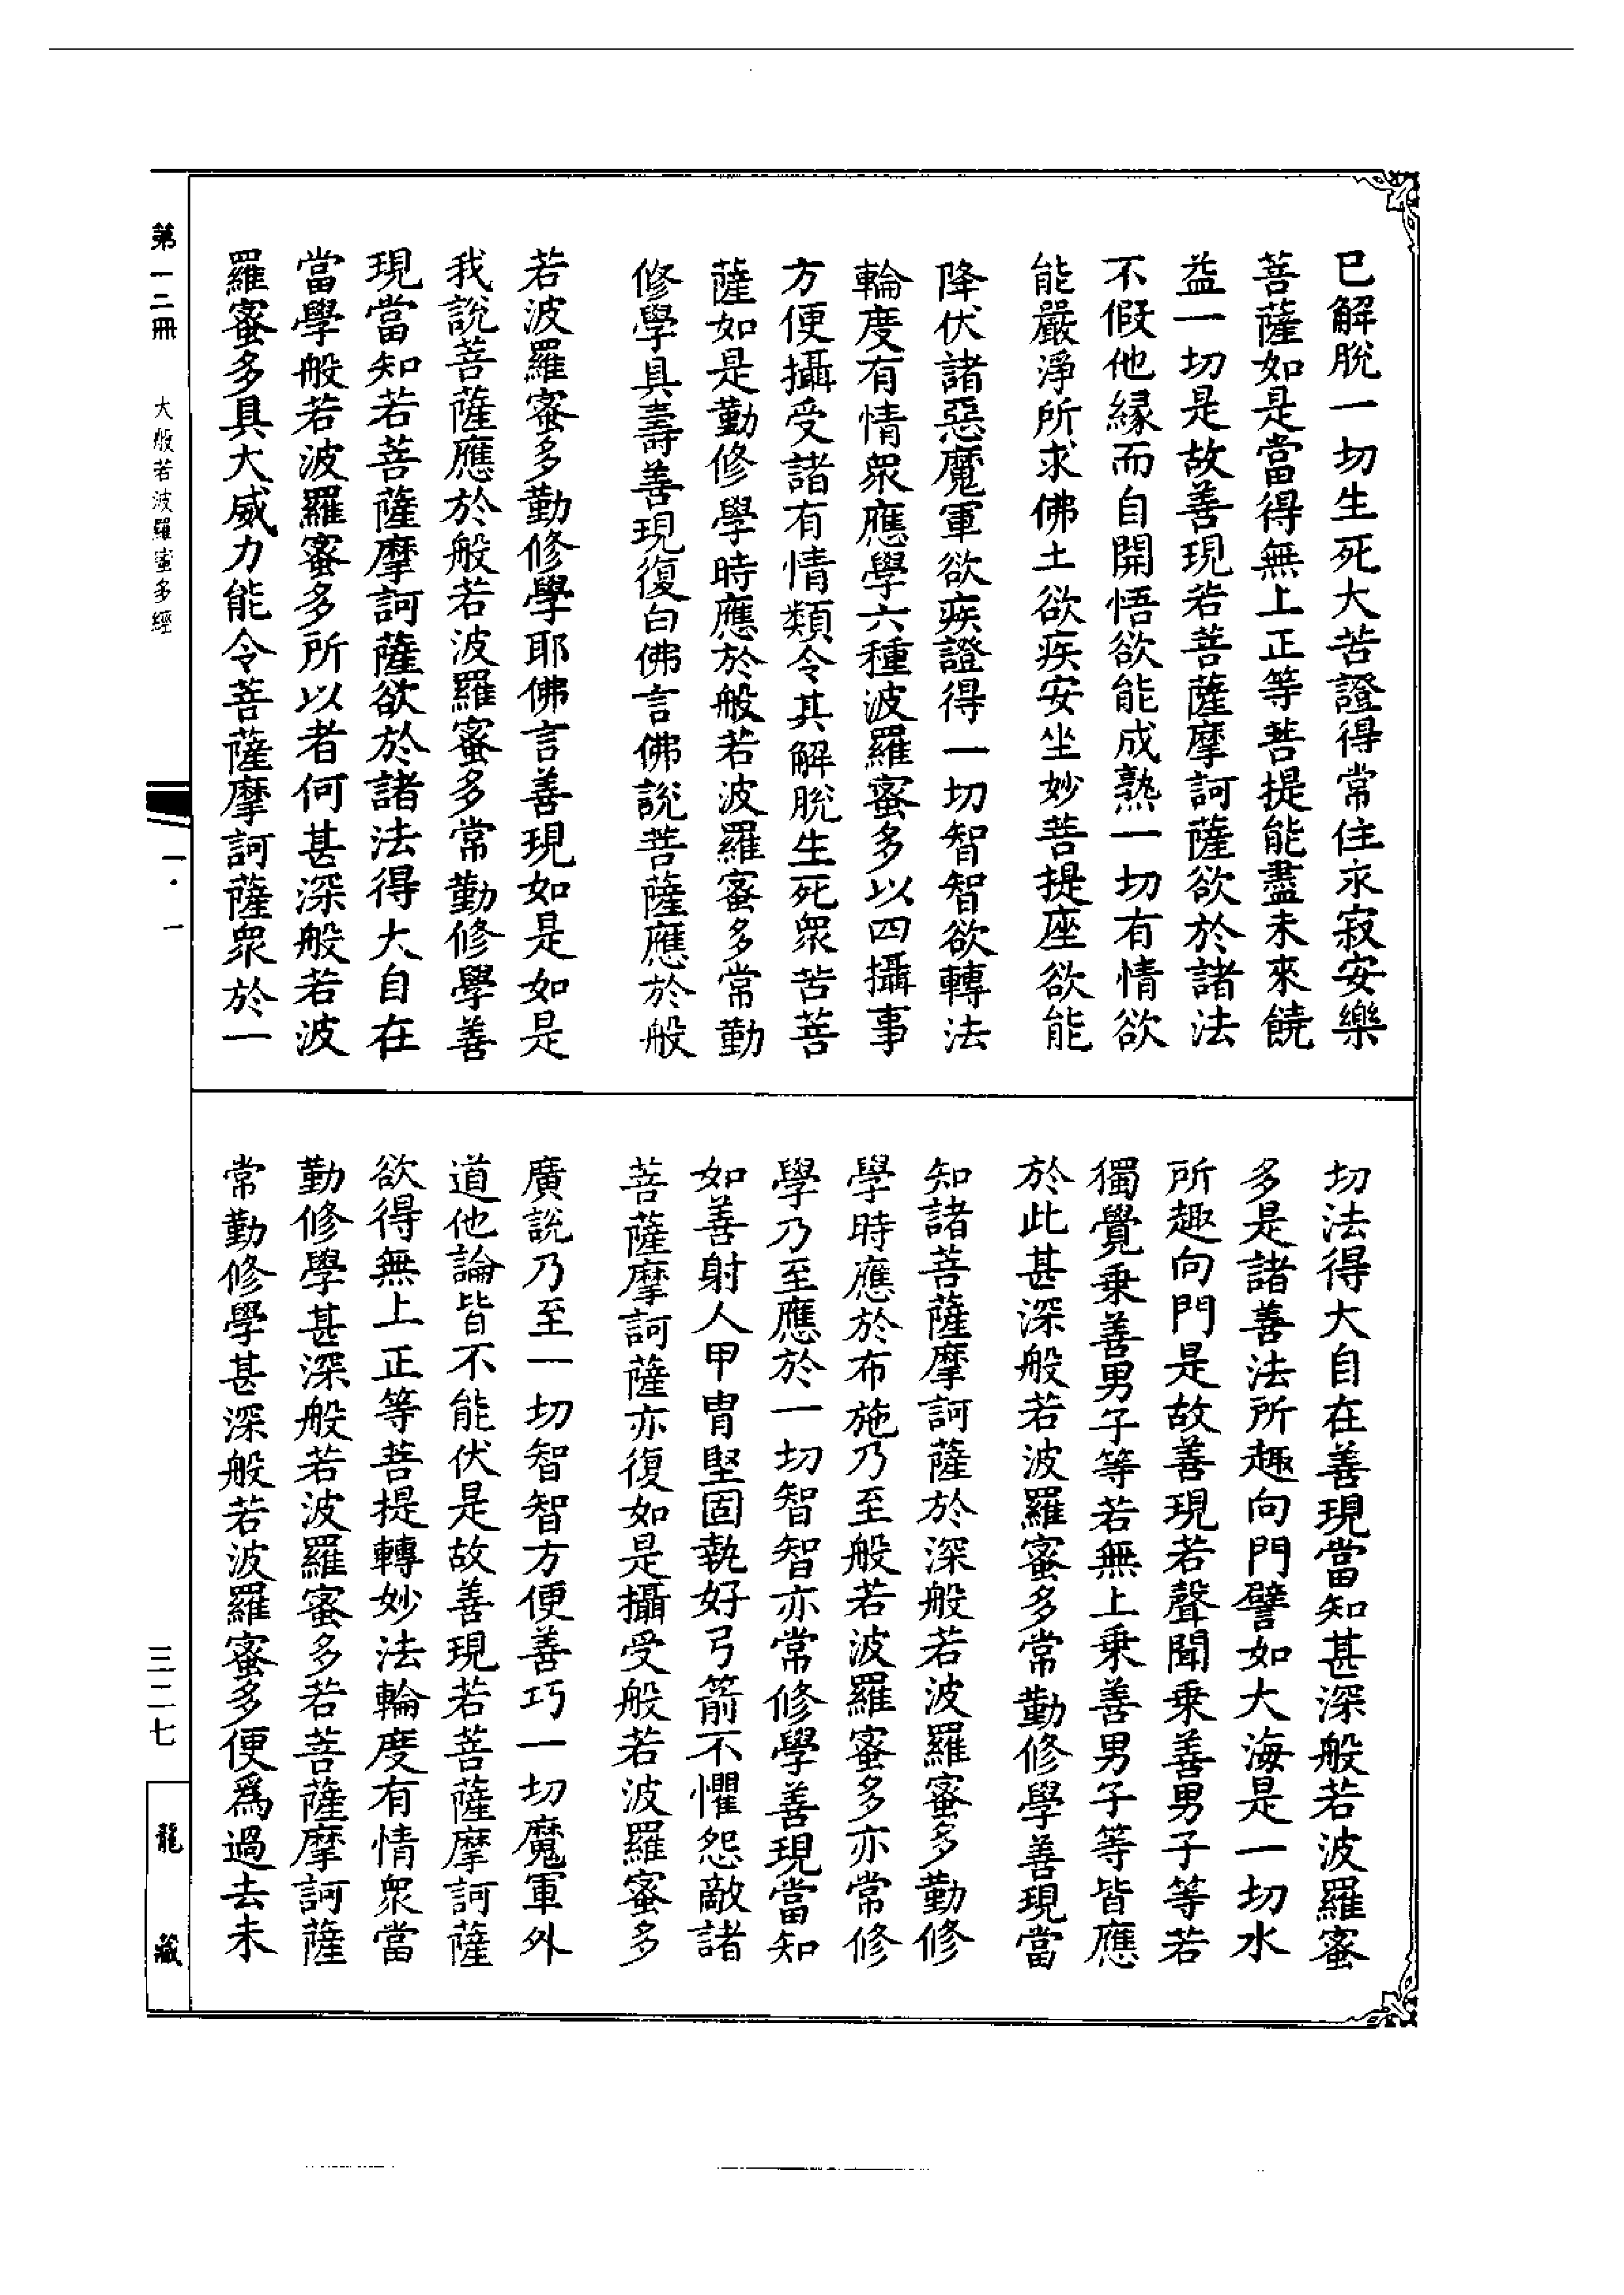 已解脫一切生死大苦證得常住永寂安樂
菩薩如是當得無上正等菩提能盡未來饒
益一切是故善現若菩薩摩訶薩欲於諸法
不假他緣而自開悟欲能成熟一切有情欲
能嚴淨所求佛土欲疾安坐妙菩提座欲能
降伏諸惡魔軍欲疾證得一切智智欲轉法
輪度有情衆應學六種波羅蜜多以四攝事
方便攝受諸有情類令其解脫生死衆苦菩
薩如是勤修學時應於般若波羅蜜多常勤
修學具壽善現復白佛言佛說菩薩應於般
若波羅蜜多勤修學耶佛言善現如是如是
我說菩薩應於般若波羅蜜多常勤修學善
現當知若菩薩摩訶薩欲於諸法得大自在
當學般若波羅蜜多所以者何甚深般若波
羅蜜多具大威力能令菩薩摩訶薩衆於一
切法得大自在善現當知甚深般若波羅蜜
多是諸善法所趣向門譬如大海是一切水
所趣向門是故善現若聲聞乗善男子等若
獨覺乗善男子等若無上乗善男子等皆應
於此甚深般若波羅蜜多常勤修學善現當
知諸菩薩摩訶薩於深般若波羅蜜多勤修
學時應於布施乃至般若波羅蜜多亦常修
學乃至應於一切智智亦常修學善現當知
如善射人甲冑堅固執好弓箭不懼怨敵諸
菩薩摩訶薩亦復如是攝受般若波羅蜜多
廣說乃至一切智智方便善巧一切魔軍外
道他論皆不能伏是故善現若菩薩摩訶薩
欲得無上正等菩提轉妙法輪度有情衆當
勤修學甚深般若波羅蜜多若菩薩摩訶薩
常勤修學甚深般若波羅蜜多便爲過去未
第一二冊 大般若波羅蜜多經 一·一 三二七 龍藏